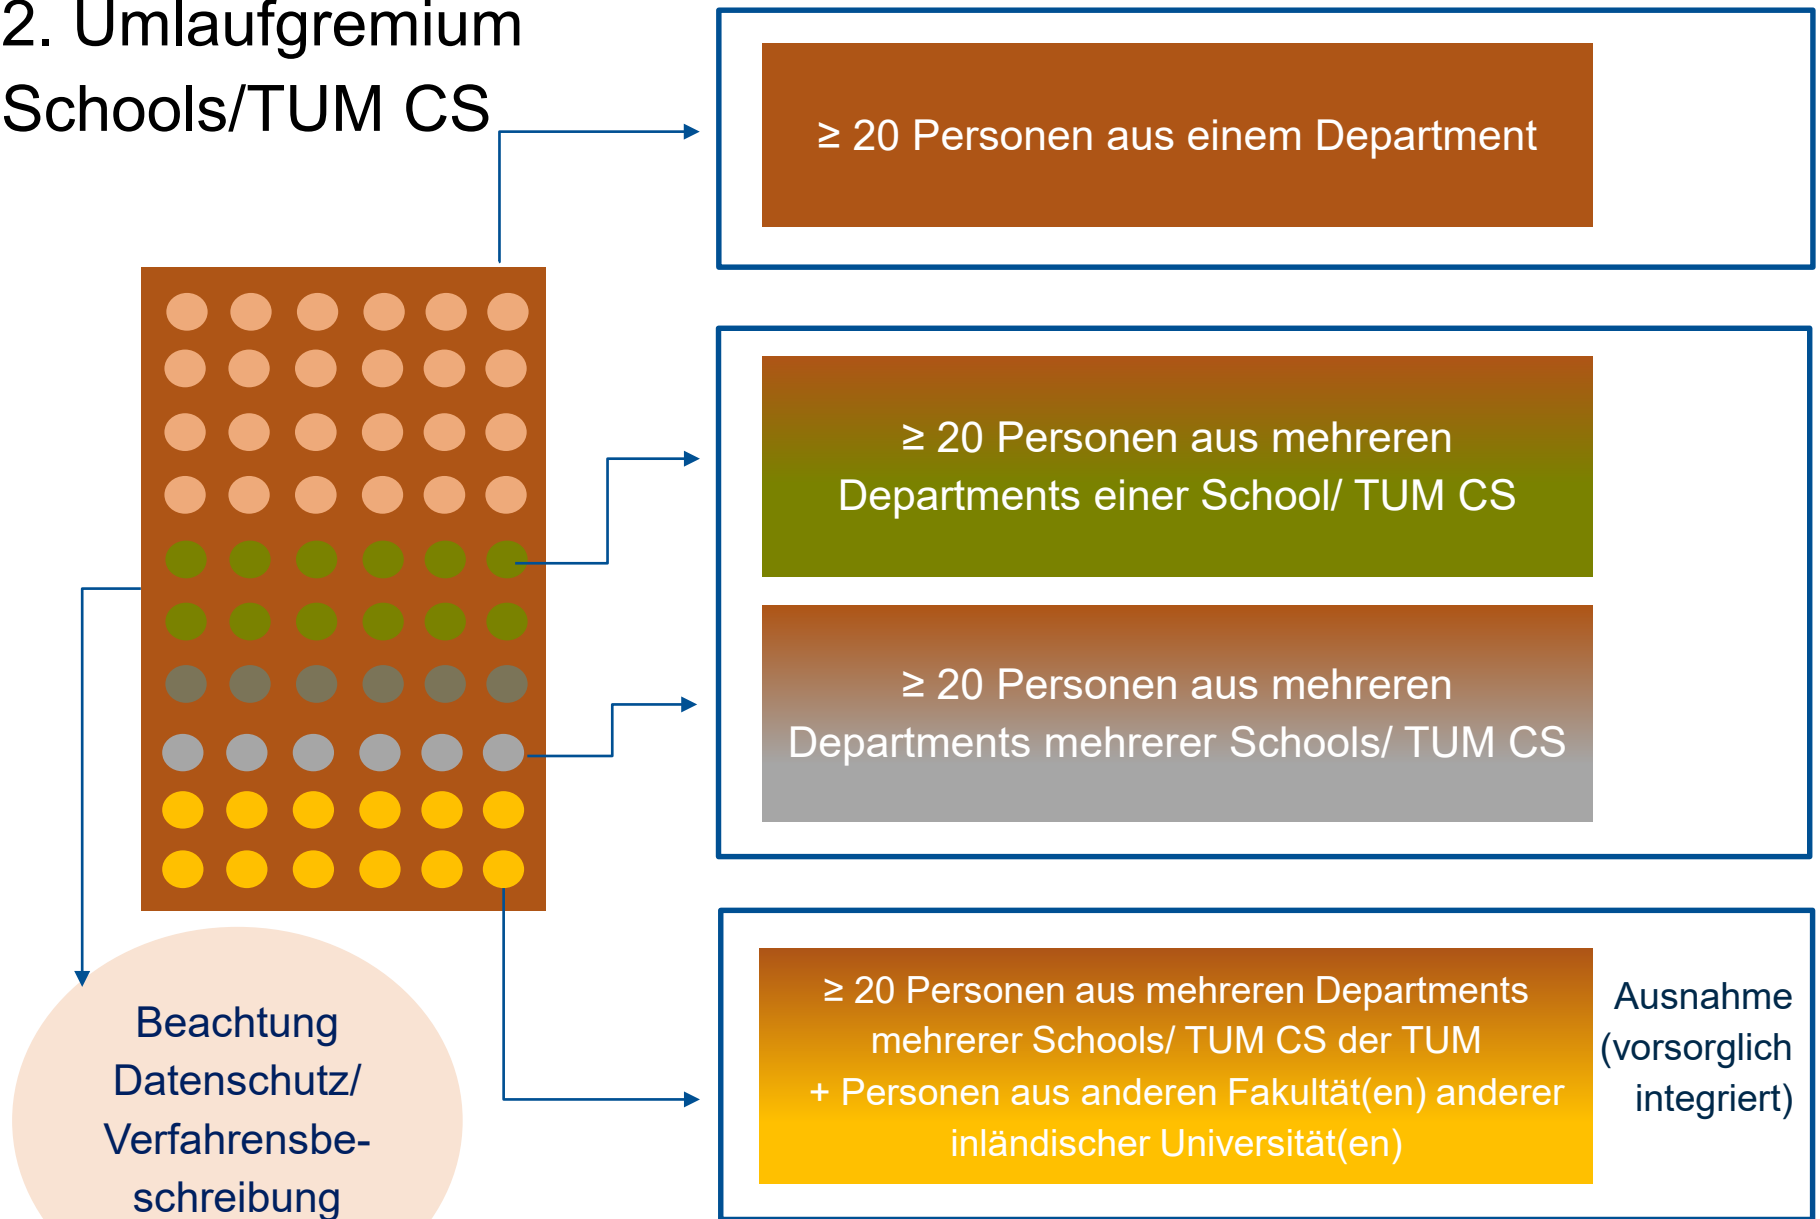 2. Umlaufgremium
Schools/TUM CS
≥ 20 Personen aus einem Department
≥ 20 Personen aus mehreren
Departments einer School/ TUM CS
≥ 20 Personen aus mehreren
Departments mehrerer Schools/ TUM CS
≥ 20 Personen aus mehreren Departments
mehrerer Schools/ TUM CS der TUM
+ Personen aus anderen Fakultät(en) anderer
inländischer Universität(en)
Ausnahme
(vorsorglich
integriert)
Beachtung
Datenschutz/
Verfahrensbe-
schreibung